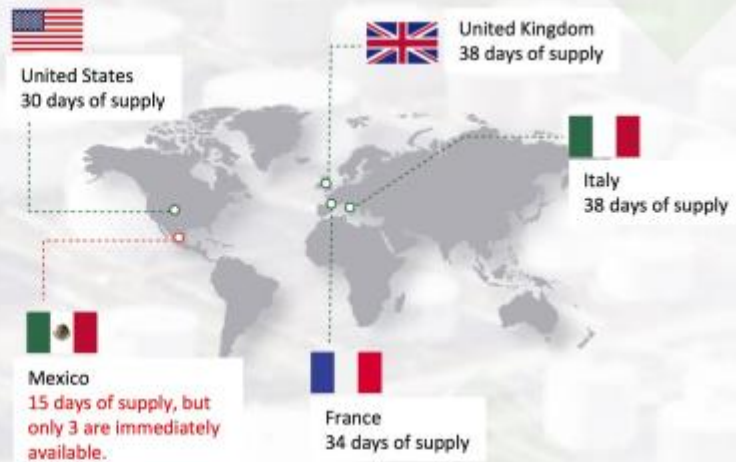 United States
30 days of supply
United Kingdom
38 days of supply
Italy
38 days of supply
Mexico
15 days of supply, but
only 3 are immediately
available.
France
34 days of supply